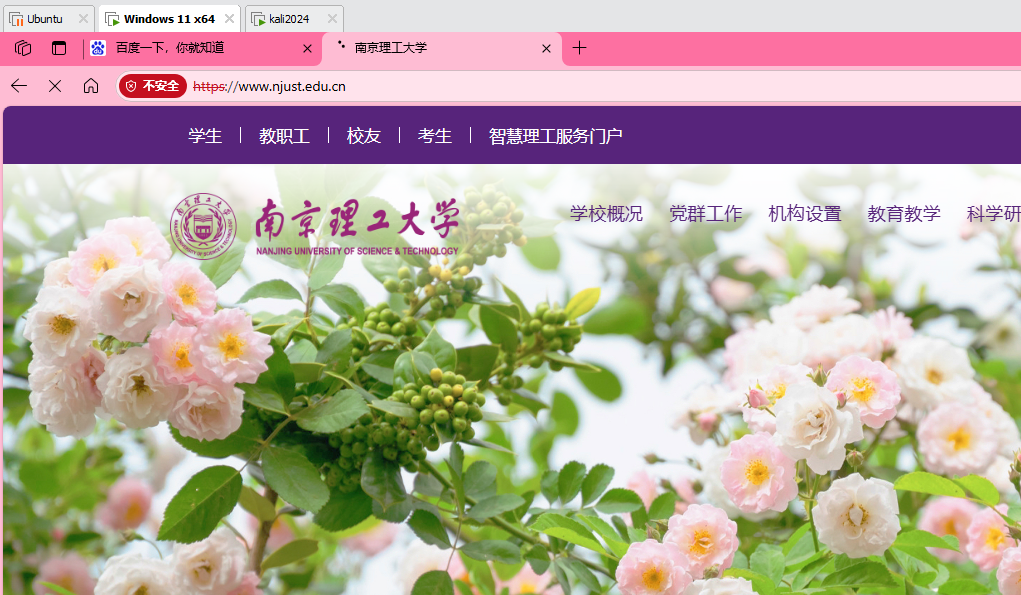 Ubuntu
Windows 11 x64
kali2024
百度一下，你就知道
南京理工大学
不安全
https://www.njust.edu.cn
学生
教职工
校友
考生
智慧理工服务门户
南京理工大学
NANJING UNIVERSITY OF SCIENCE & TECHNOLOGY
学校概况
党群工作
机构设置
教育教学
科学研